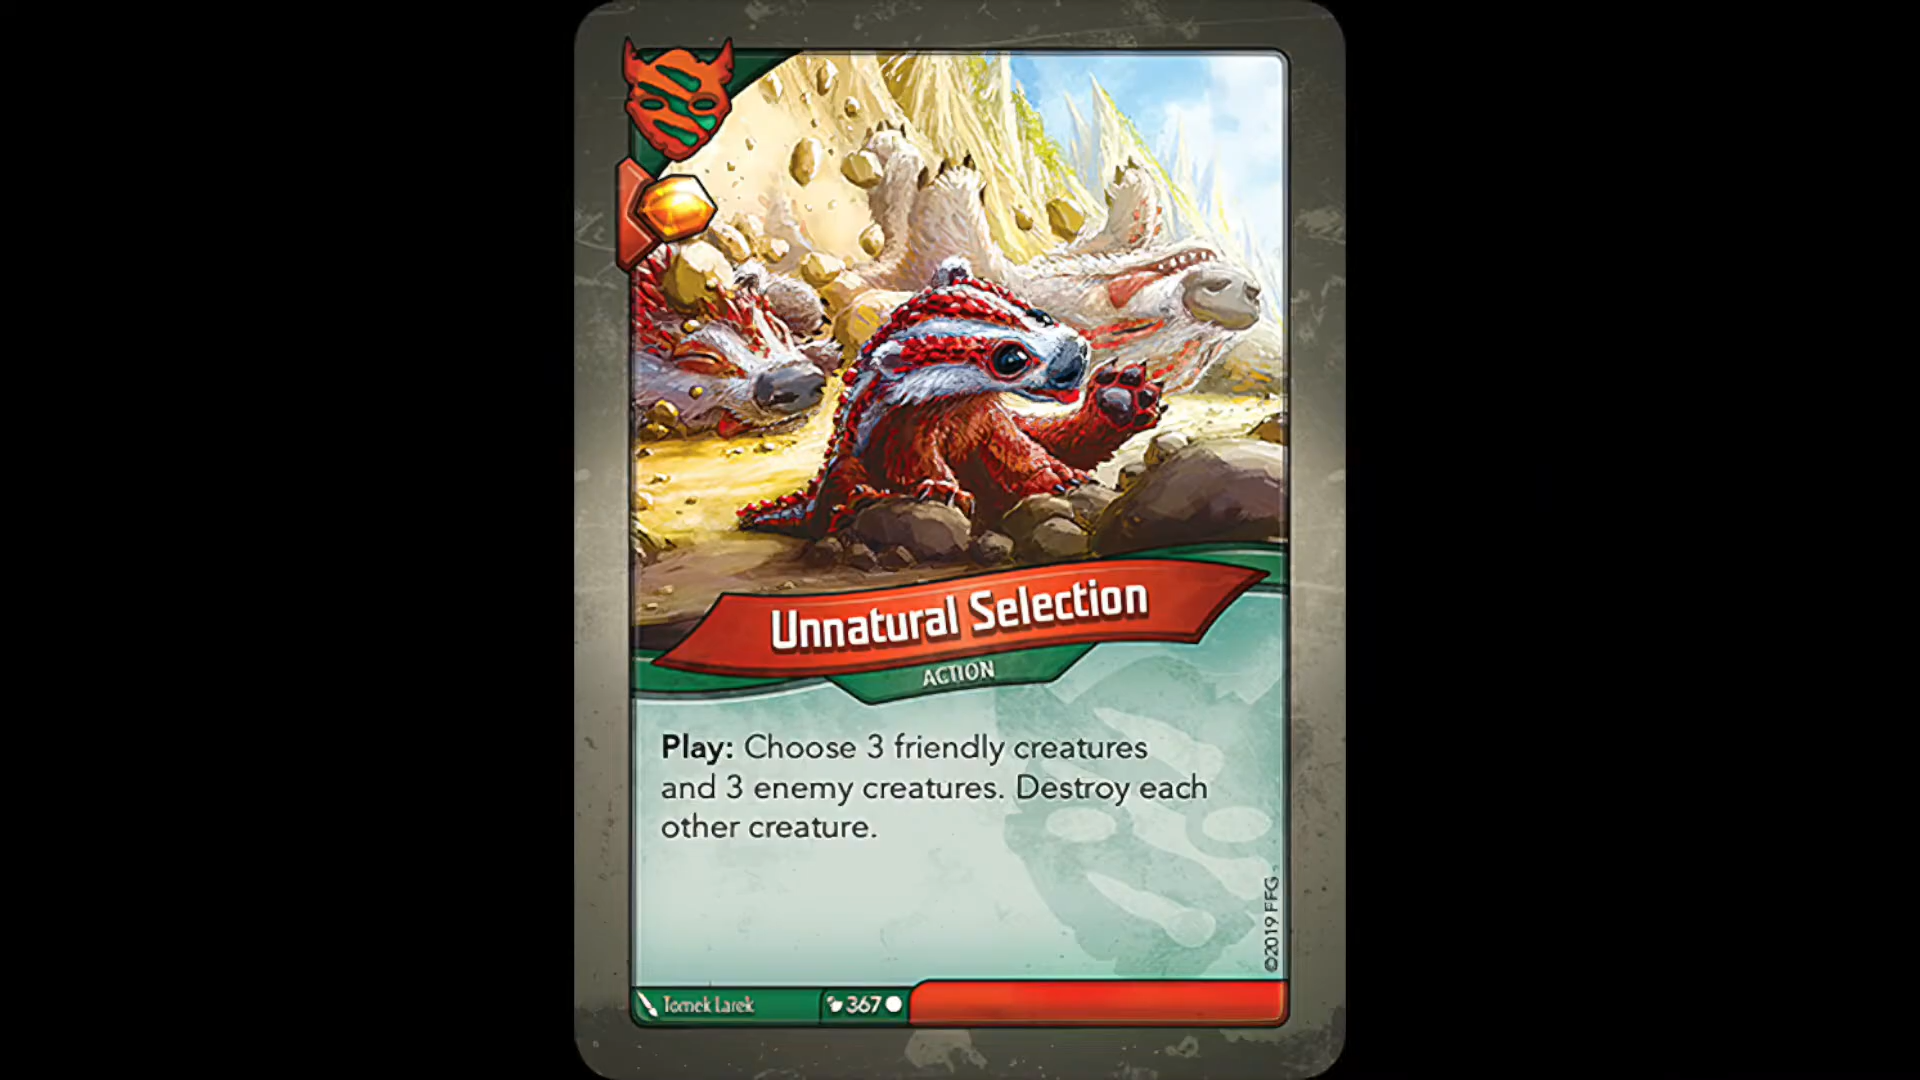 Unnatural Selection
ACTION
Play: Choose 3 friendly creatures
and 3 enemy creatures. Destroy each
other creature.
©2019 FFG
Tomek Larek
367